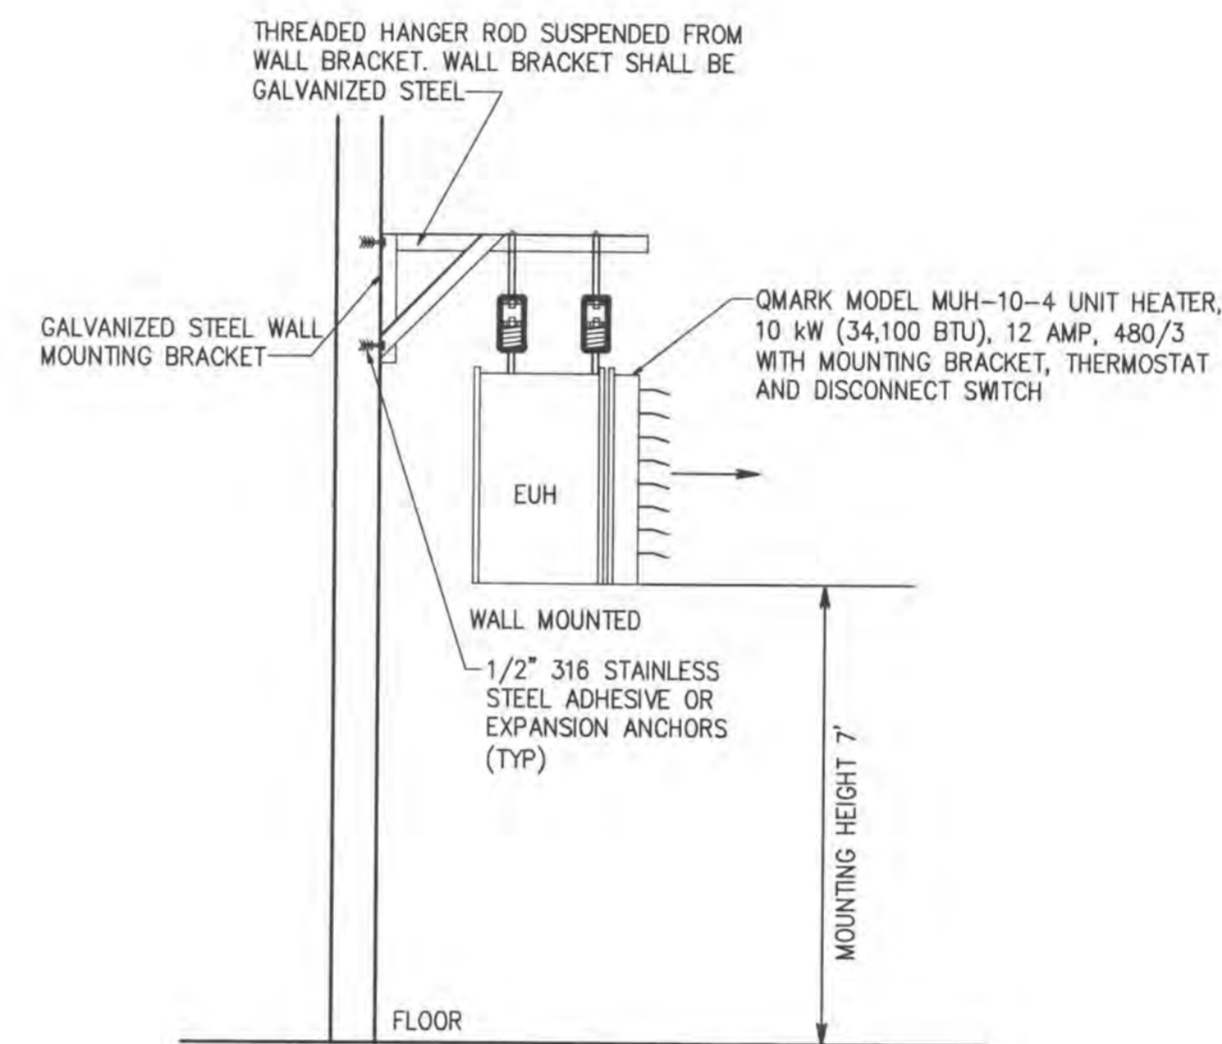 THREADED HANGER ROD SUSPENDED FROM
WALL BRACKET. WALL BRACKET SHALL BE
GALVANIZED STEEL
GALVANIZED STEEL WALL
MOUNTING BRACKET
QMARK MODEL MUH-10-4 UNIT HEATER,
10 kW (34,100 BTU), 12 AMP, 480/3
WITH MOUNTING BRACKET, THERMOSTAT
AND DISCONNECT SWITCH
EUH
WALL MOUNTED
1/2" 316 STAINLESS
STEEL ADHESIVE OR
EXPANSION ANCHORS
(TYP)
MOUNTING HEIGHT 7'
FLOOR